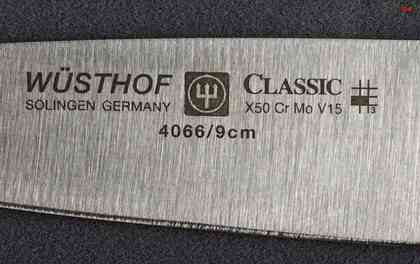 WÜSTHOF CLASSIC
SOLINGEN GERMANY X50 Cr Mo V15
4066/9cm